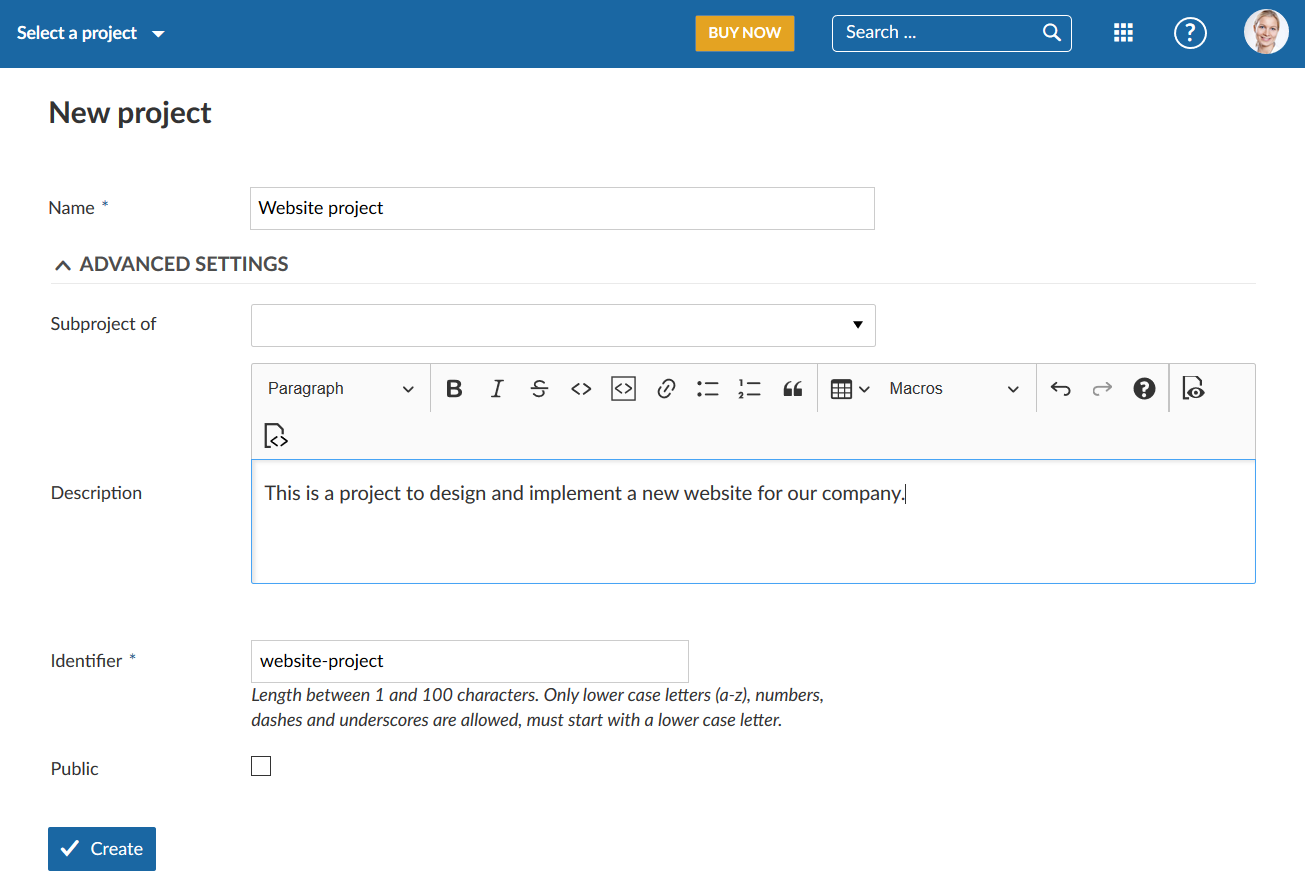 Select a project
BUY NOW
Search ...
?
New project
Name *
Website project
ADVANCED SETTINGS
Subproject of
Paragraph
Macros
Description
This is a project to design and implement a new website for our company.
Identifier *
website-project
Length between 1 and 100 characters. Only lower case letters (a-z), numbers,
dashes and underscores are allowed, must start with a lower case letter.
Public
Create